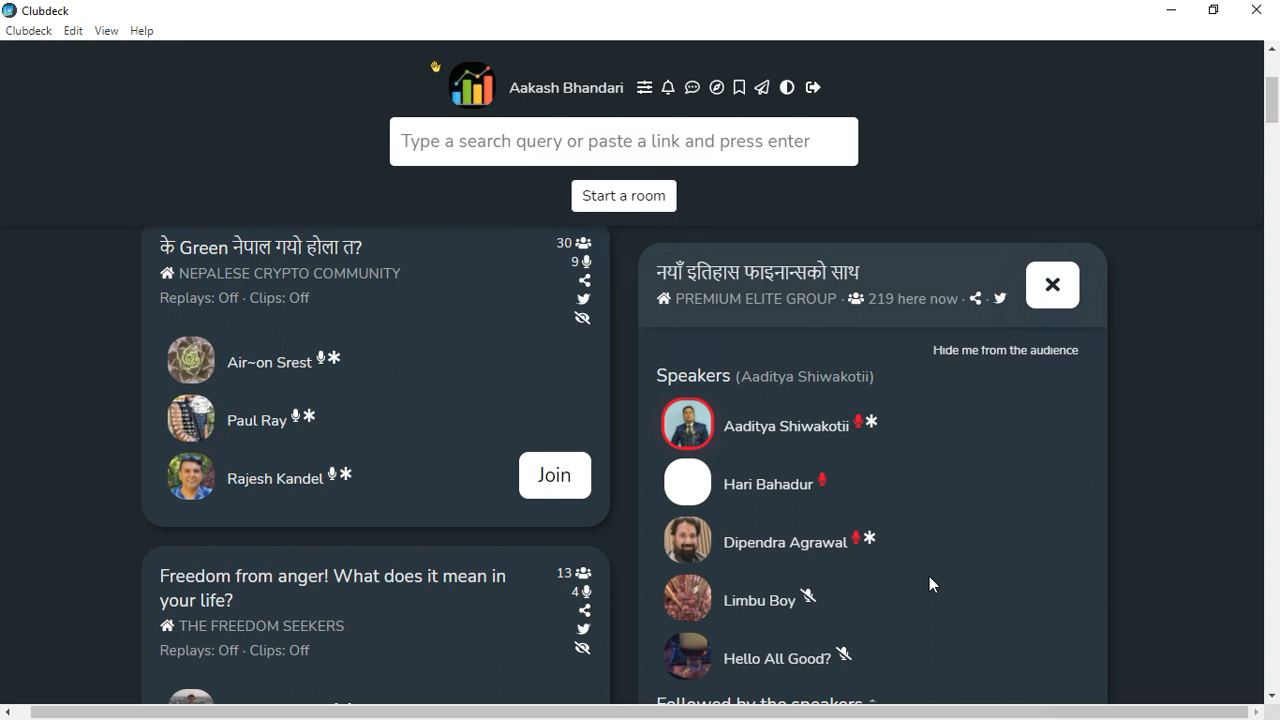 Clubdeck
Clubdeck Edit View Help
Aakash Bhandari
Type a search query or paste a link and press enter
Start a room
के Green नेपाल गयो होला त?
30
NEPALESE CRYPTO COMMUNITY
9
Replays: Off · Clips: Off
Air~on Srest
Paul Ray
Rajesh Kandel
Join
Freedom from anger! What does it mean in
your life?
13
4
THE FREEDOM SEEKERS
Replays: Off · Clips: Off
नयाँ इतिहास फाइनान्सको साथ
PREMIUM ELITE GROUP · 219 here now · ·
Hide me from the audience
Speakers (Aaditya Shiwakotii)
Aaditya Shiwakotii
Hari Bahadur
Dipendra Agrawal
Limbu Boy
Hello All Good?
Followed by the speakers